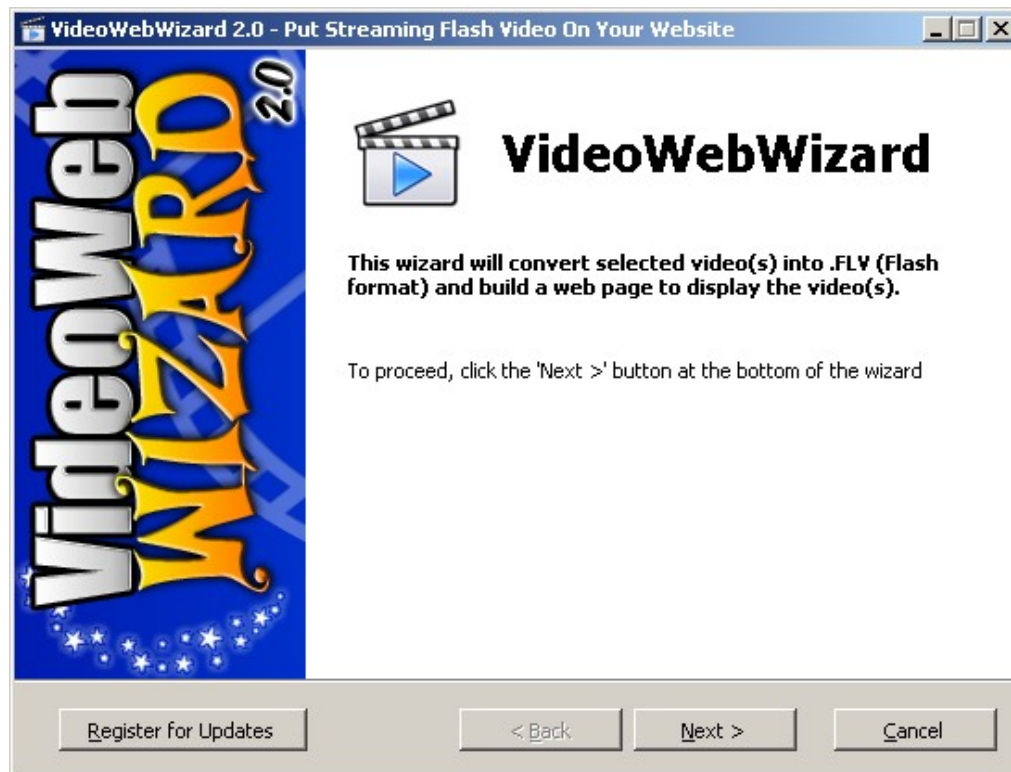 VideoWebWizard 2.0 - Put Streaming Flash Video On Your Website
VideoWeb
WIZARD
2.0
VideoWebWizard
This wizard will convert selected video(s) into .FLV (Flash
format) and build a web page to display the video(s).
To proceed, click the 'Next >' button at the bottom of the wizard
Register for Updates
< Back
Next >
Cancel